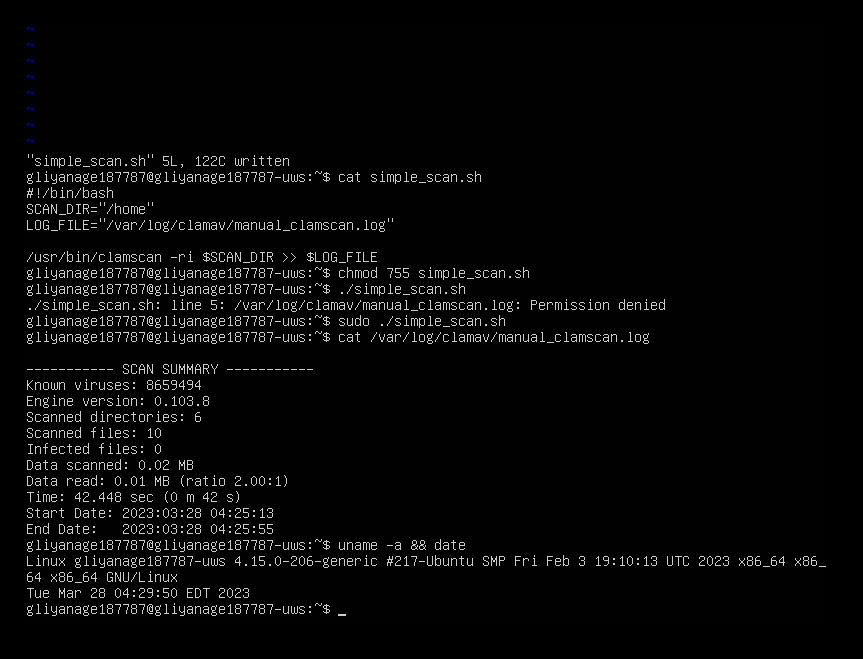 ~
~
~
~
~
~
~
~
"simple_scan.sh" 5L, 122C written
gliyanage187787@gliyanage187787-uws:~$ cat simple_scan.sh
#!/bin/bash
SCAN_DIR="/home"
LOG_FILE="/var/log/clamav/manual_clamscan.log"

/usr/bin/clamscan -ri $SCAN_DIR >> $LOG_FILE
gliyanage187787@gliyanage187787-uws:~$ chmod 755 simple_scan.sh
gliyanage187787@gliyanage187787-uws:~$ ./simple_scan.sh
./simple_scan.sh: line 5: /var/log/clamav/manual_clamscan.log: Permission denied
gliyanage187787@gliyanage187787-uws:~$ sudo ./simple_scan.sh
gliyanage187787@gliyanage187787-uws:~$ cat /var/log/clamav/manual_clamscan.log

----------- SCAN SUMMARY -----------
Known viruses: 8659494
Engine version: 0.103.8
Scanned directories: 6
Scanned files: 10
Infected files: 0
Data scanned: 0.02 MB
Data read: 0.01 MB (ratio 2.00:1)
Time: 42.448 sec (0 m 42 s)
Start Date: 2023:03:28 04:25:13
End Date:   2023:03:28 04:25:55
gliyanage187787@gliyanage187787-uws:~$ uname -a && date
Linux gliyanage187787-uws 4.15.0-206-generic #217-Ubuntu SMP Fri Feb 3 19:10:13 UTC 2023 x86_64 x86_
64 x86_64 GNU/Linux
Tue Mar 28 04:29:50 EDT 2023
gliyanage187787@gliyanage187787-uws:~$ _